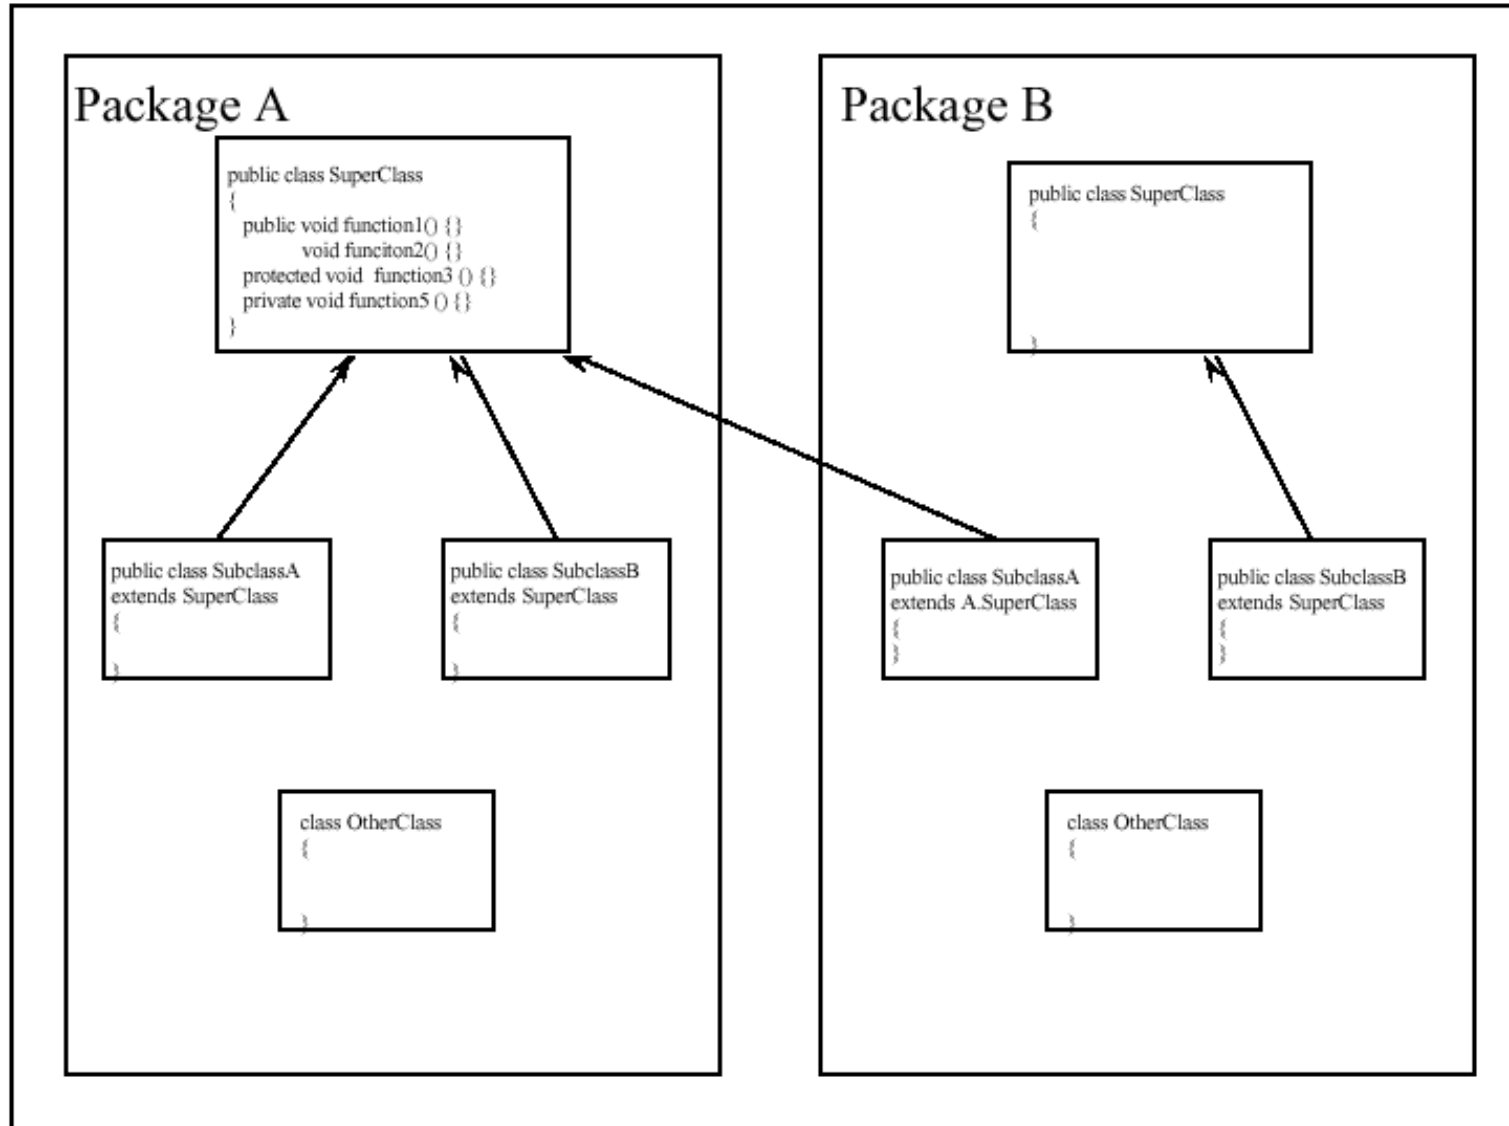 Package A
public class SuperClass
{
public void function1() {}
void funciton2() {}
protected void function3 () {}
private void function5 () {}
}
public class SubclassA
extends SuperClass
{
}
public class SubclassB
extends SuperClass
{
}
class OtherClass
{
}
Package B
public class SuperClass
{
}
public class SubclassA
extends A.SuperClass
{
}
public class SubclassB
extends SuperClass
{
}
class OtherClass
{
}